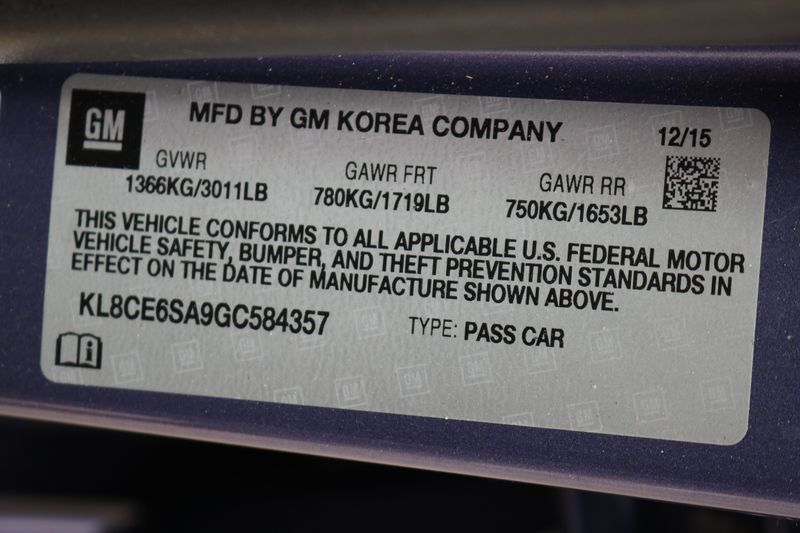 GM
MFD BY GM KOREA COMPANY
12/15
GVWR
1366KG/3011LB
GAWR FRT
780KG/1719LB
GAWR RR
750KG/1653LB
THIS VEHICLE CONFORMS TO ALL APPLICABLE U.S. FEDERAL MOTOR
VEHICLE SAFETY, BUMPER, AND THEFT PREVENTION STANDARDS IN
EFFECT ON THE DATE OF MANUFACTURE SHOWN ABOVE.
KL8CE6SA9GC584357
TYPE: PASS CAR
i